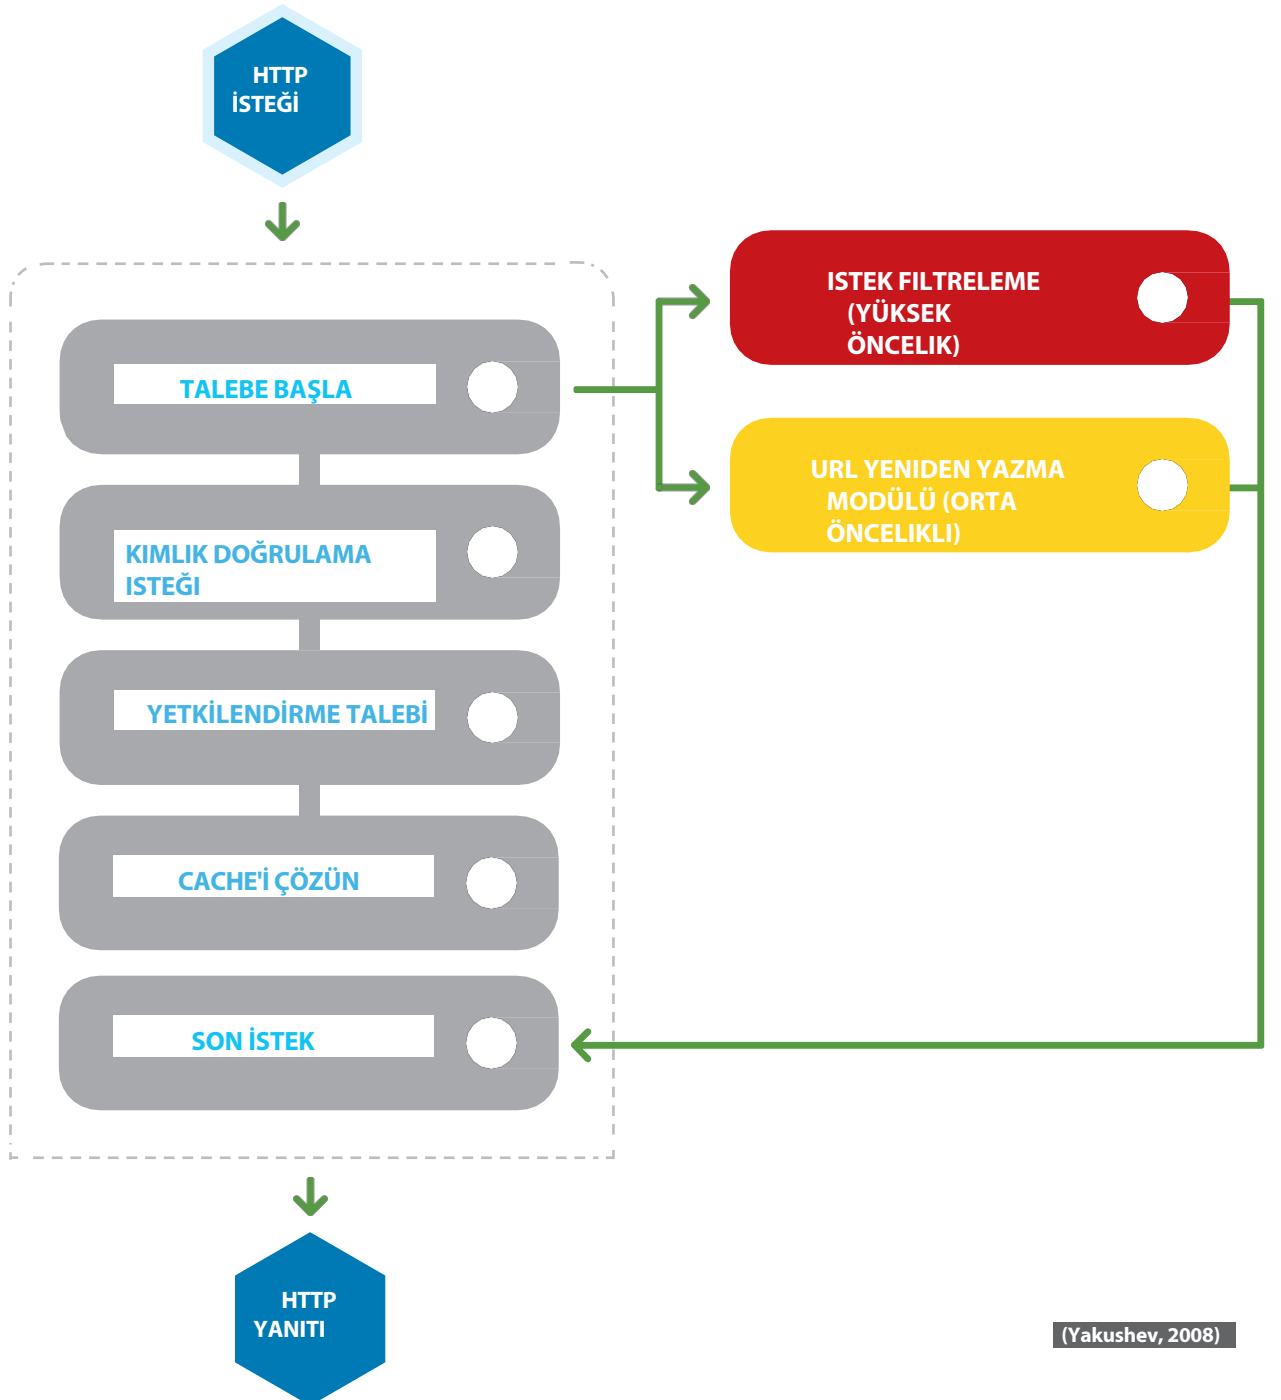 HTTP
İSTEĞİ
ISTEK FILTRELEME
(YÜKSEK
ÖNCELIK)
TALEBE BAŞLA
URL YENIDEN YAZMA
MODÜLÜ (ORTA
ÖNCELIKLI)
KIMLIK DOĞRULAMA
ISTEĞI
YETKİLENDİRME TALEBİ
CACHE'İ ÇÖZÜN
SON İSTEK
HTTP
YANITI
(Yakushev, 2008)